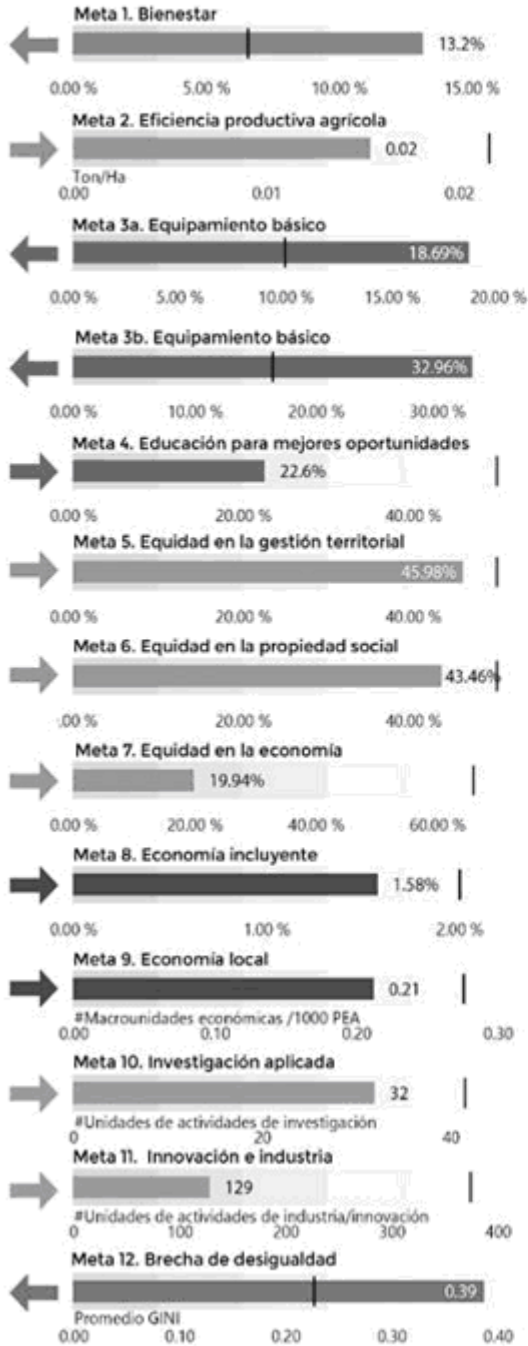 Meta 1. Bienestar
13.2%
0.00 % 5.00 % 10.00 % 15.00 %
Meta 2. Eficiencia productiva agrícola
0.02
Ton/Ha
0.00 0.01 0.02
Meta 3a. Equipamiento básico
18.69%
0.00 % 5.00 % 10.00 % 15.00 % 20.00 %
Meta 3b. Equipamiento básico
32.96%
0.00 % 10.00 % 20.00 % 30.00 %
Meta 4. Educación para mejores oportunidades
22.6%
0.00 % 20.00 % 40.00 %
Meta 5. Equidad en la gestión territorial
45.98%
0.00 % 20.00 % 40.00 %
Meta 6. Equidad en la propiedad social
43.46%
.00 % 20.00 % 40.00 %
Meta 7. Equidad en la economía
19.94%
0.00 % 20.00 % 40.00 % 60.00 %
Meta 8. Economía incluyente
1.58%
0.00 % 1.00 % 2.00 %
Meta 9. Economía local
0.21
#Macrounidades económicas /1000 PEA
0.00 0.10 0.20 0.30
Meta 10. Investigación aplicada
32
#Unidades de actividades de investigación
0 20 40
Meta 11. Innovación e industria
129
#Unidades de actividades de industria/innovación
0 100 200 300 400
Meta 12. Brecha de desigualdad
0.39
Promedio GINI
0.00 0.10 0.20 0.30 0.40